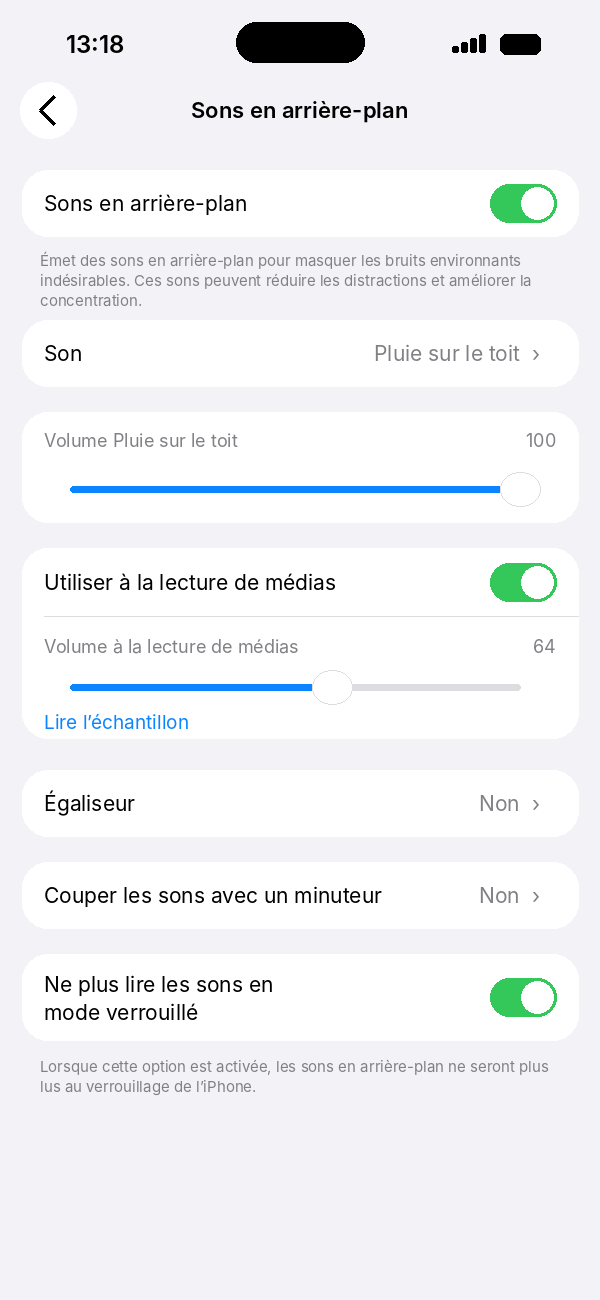 13:18
Sons en arrière-plan
Sons en arrière-plan
Émet des sons en arrière-plan pour masquer les bruits environnants
indésirables. Ces sons peuvent réduire les distractions et améliorer la
concentration.
Son Pluie sur le toit ›
Volume Pluie sur le toit 100
Utiliser à la lecture de médias
Volume à la lecture de médias 64
Lire l’échantillon
Égaliseur Non ›
Couper les sons avec un minuteur Non ›
Ne plus lire les sons en
mode verrouillé
Lorsque cette option est activée, les sons en arrière-plan ne seront plus
lus au verrouillage de l’iPhone.